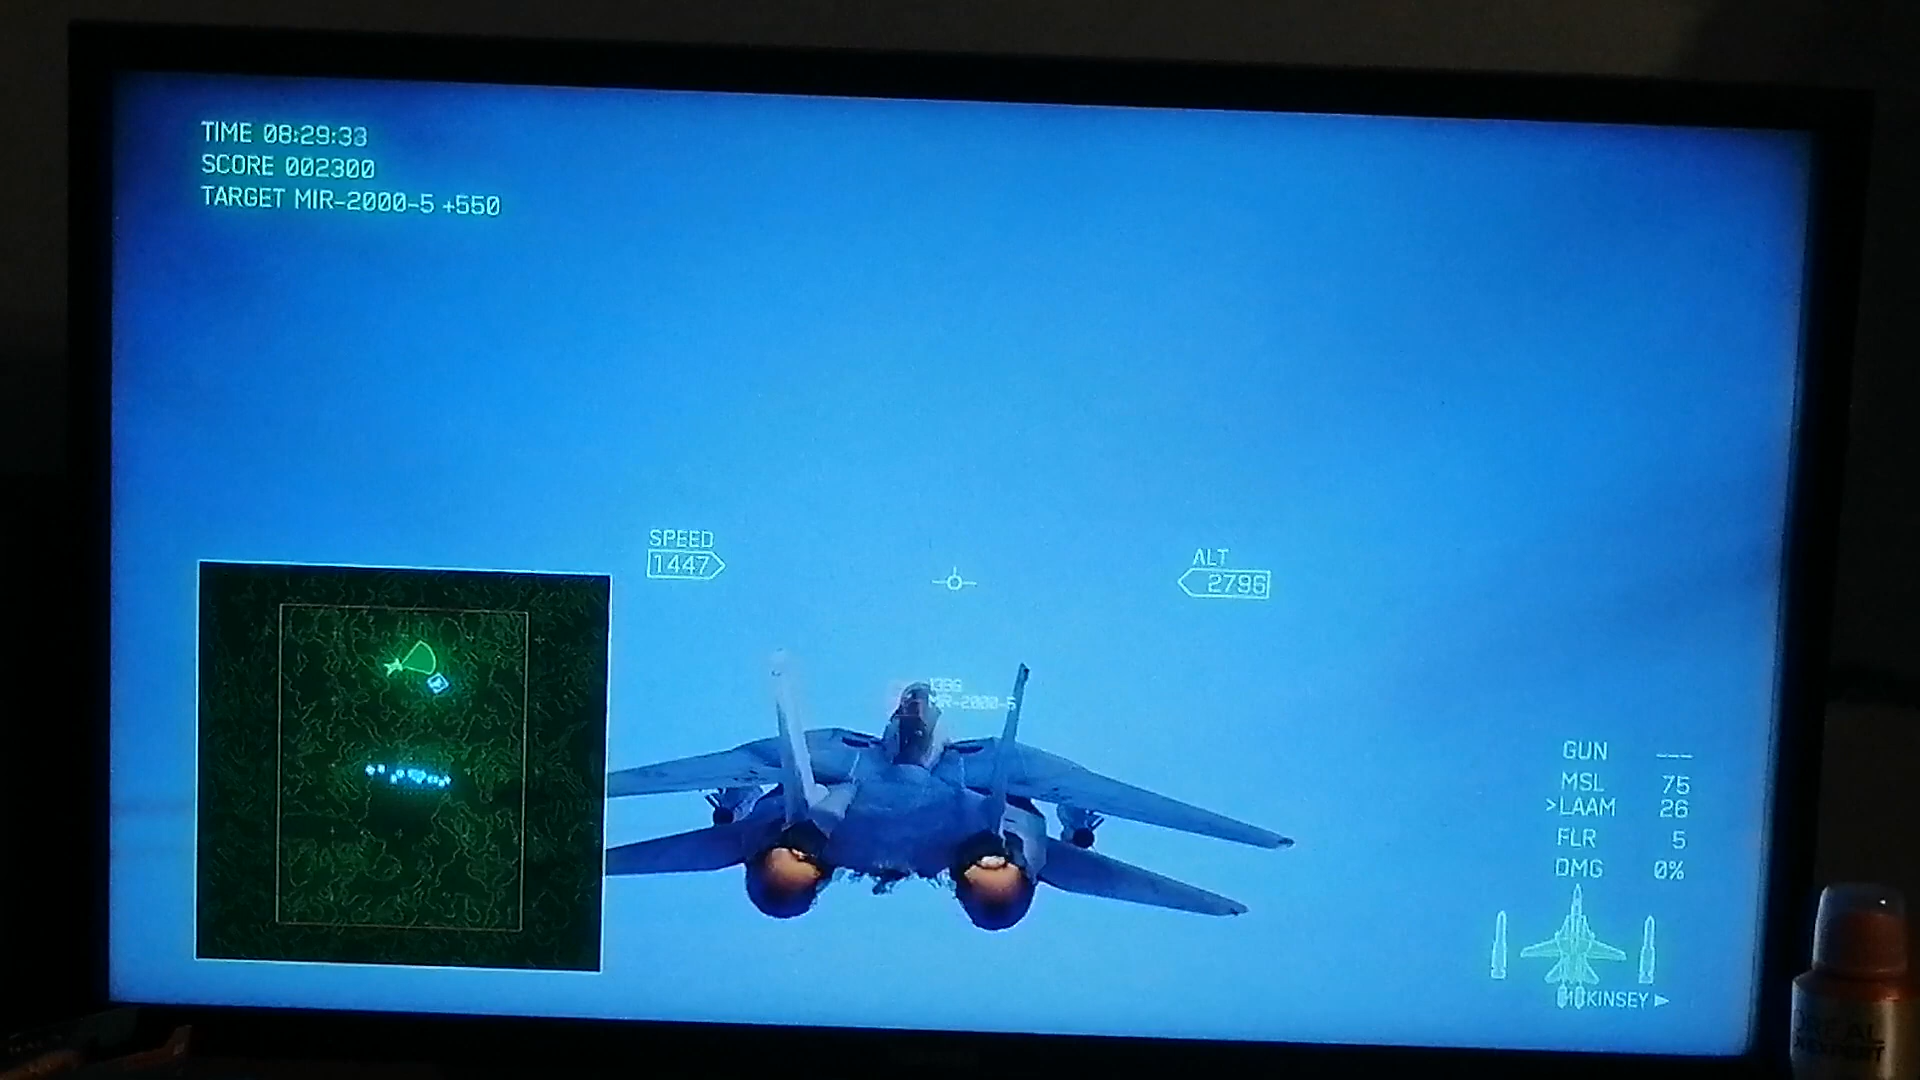 TIME 08:29:33
SCORE 002300
TARGET MIR-2000-5 +550
SPEED
1447
ALT
2796
MIR-2000-5
GUN ---
MSL 75
>LAAM 26
FLR 5
DMG 0%
MCKINSEY